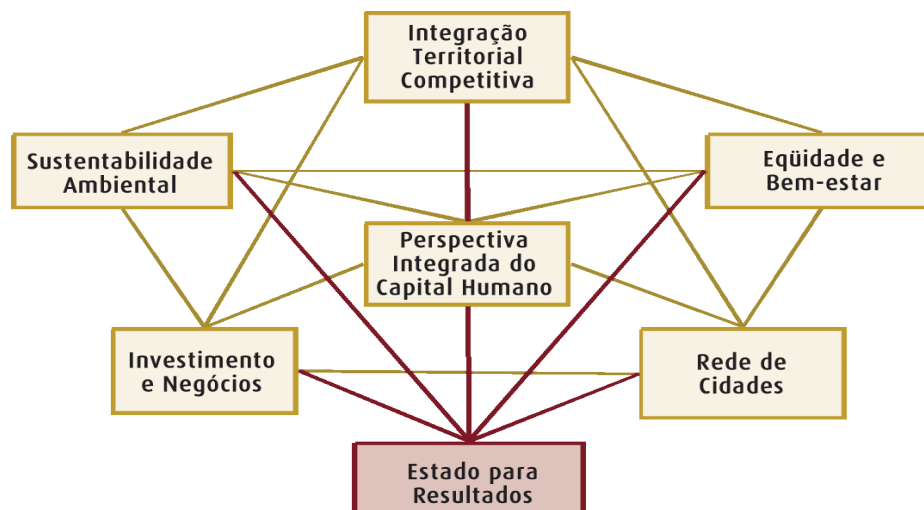 Integração
Territorial
Competitiva
Sustentabilidade
Ambiental
Eqüidade e
Bem-estar
Perspectiva
Integrada do
Capital Humano
Investimento
e Negócios
Rede de
Cidades
Estado para
Resultados